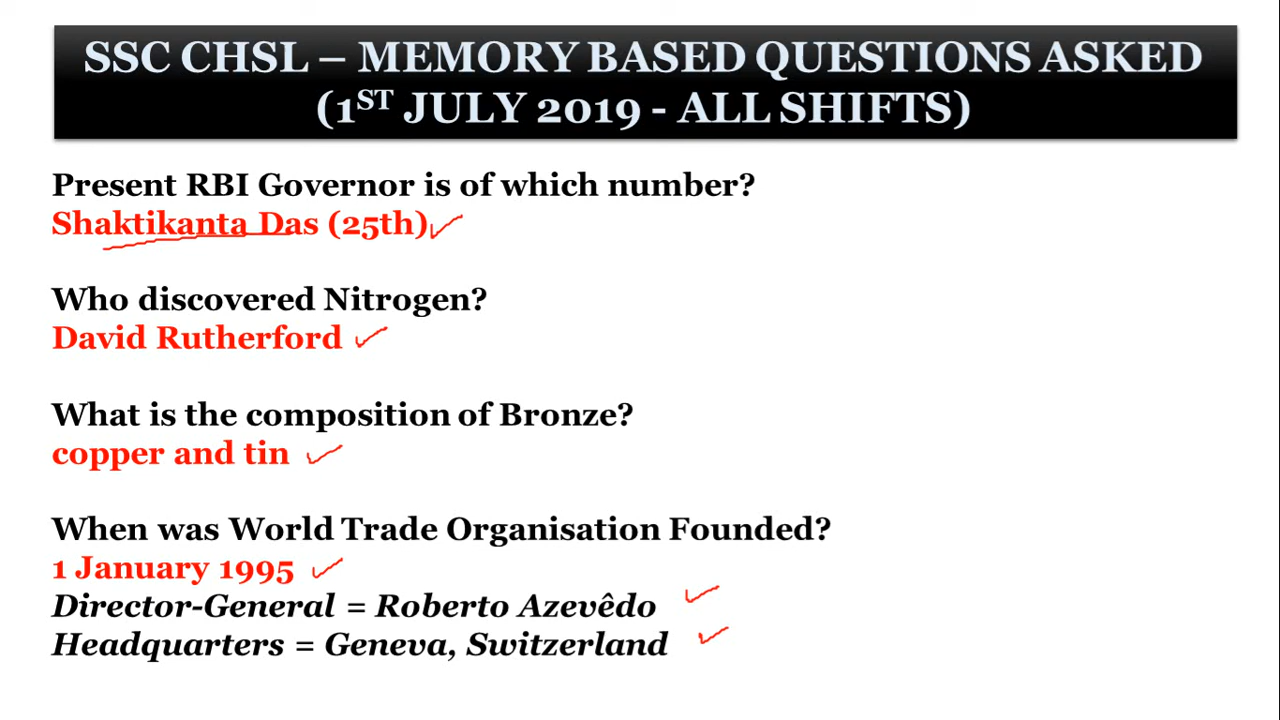 SSC CHSL – MEMORY BASED QUESTIONS ASKED
(1ST JULY 2019 - ALL SHIFTS)
Present RBI Governor is of which number?
Shaktikanta Das (25th)
Who discovered Nitrogen?
David Rutherford
What is the composition of Bronze?
copper and tin
When was World Trade Organisation Founded?
1 January 1995
Director-General = Roberto Azevêdo
Headquarters = Geneva, Switzerland